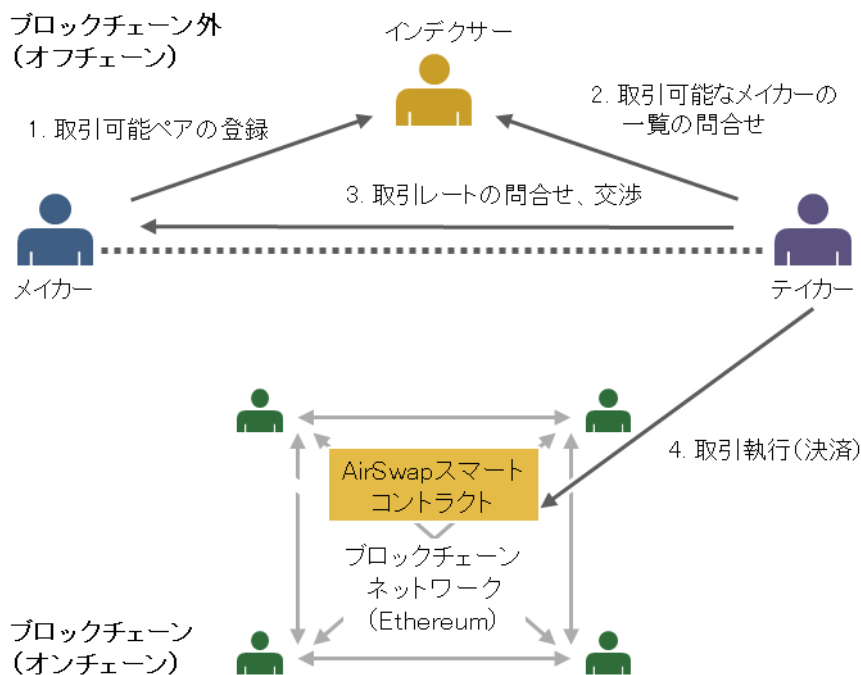 ブロックチェーン外
(オフチェーン)
インデクサー
1. 取引可能ペアの登録
2. 取引可能なメイカーの
一覧の問合せ
3. 取引レートの問合せ、交渉
メイカー
テイカー
4. 取引執行(決済)
AirSwapスマート
コントラクト
ブロックチェーン
ネットワーク
(Ethereum)
ブロックチェーン
(オンチェーン)